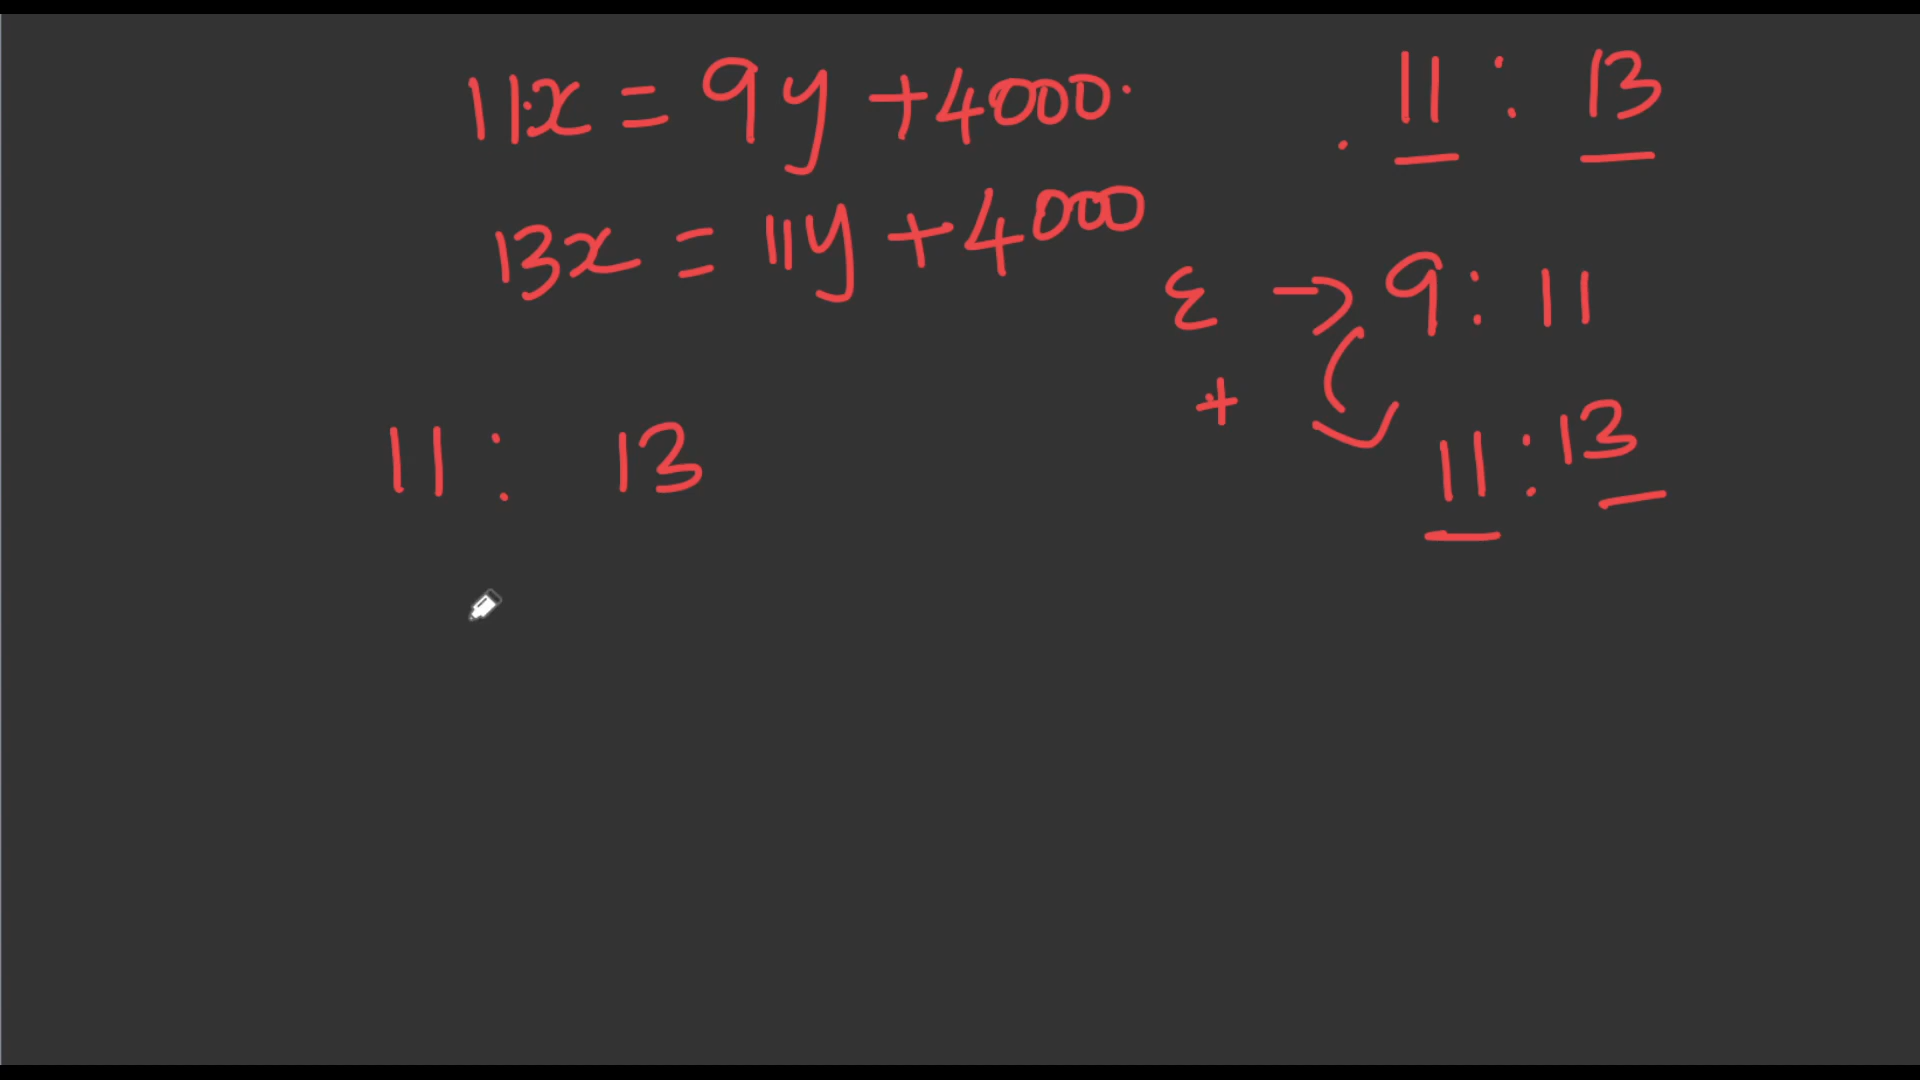 11x = 9y + 4000
13x = 11y + 4000
11 : 13
11 : 13
ε → 9 : 11
+
11 : 13